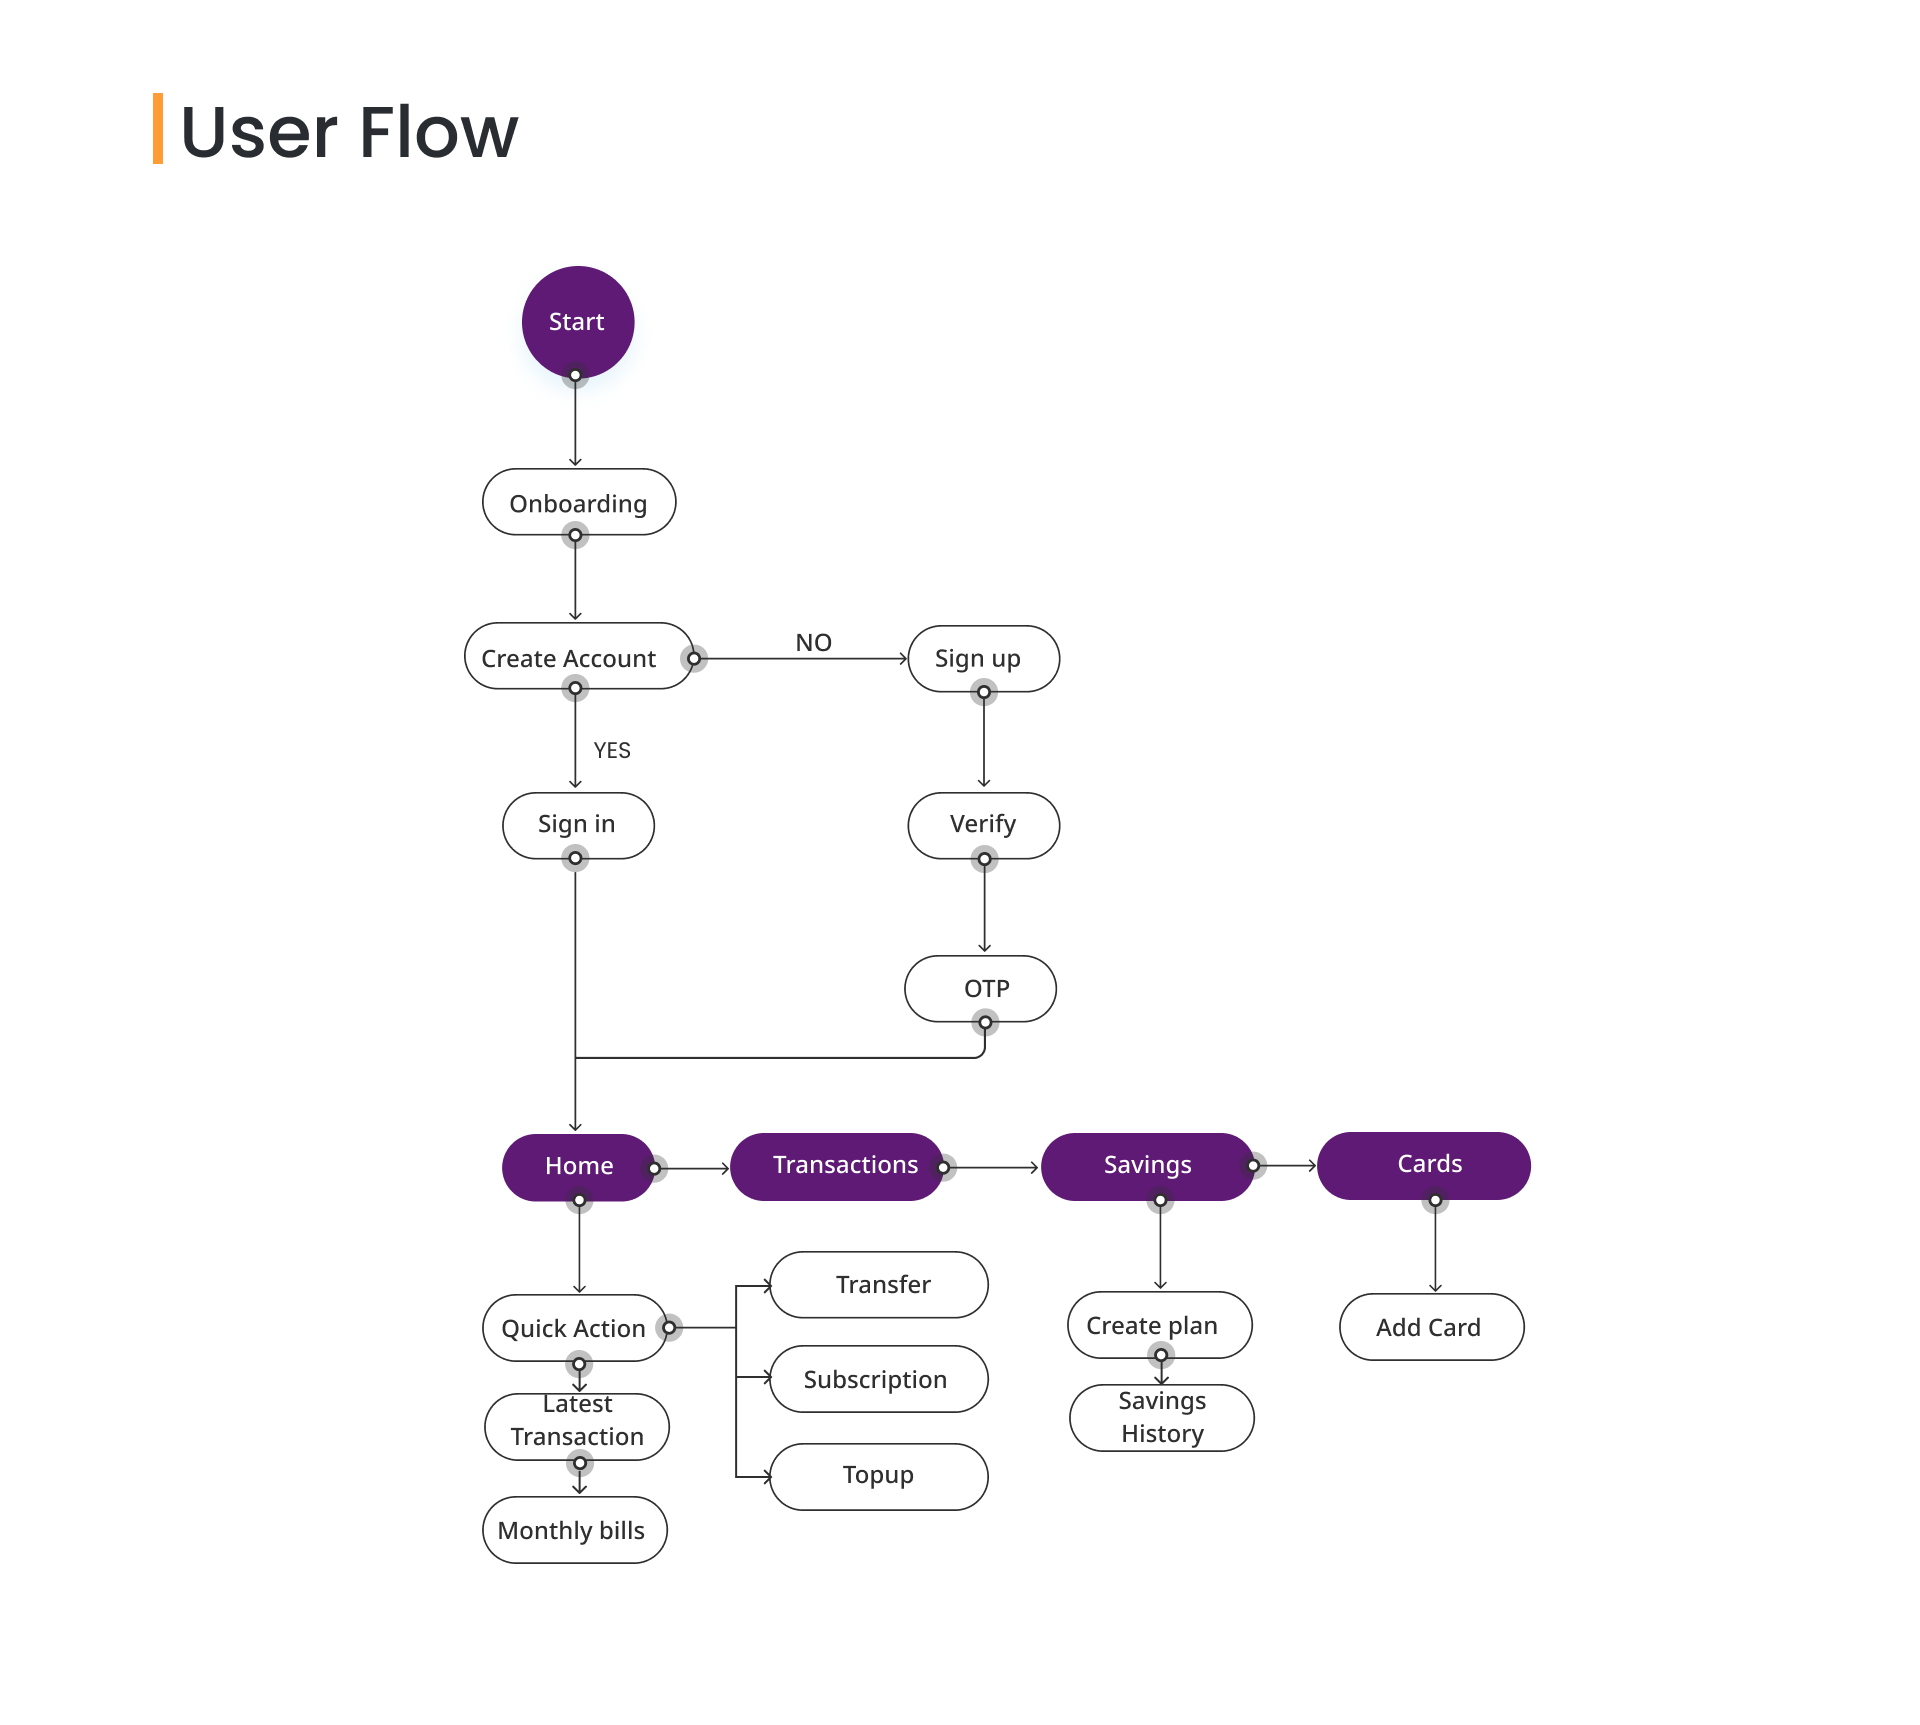 User Flow
Start
Onboarding
Create Account
NO
Sign up
YES
Sign in
Verify
OTP
Home
Transactions
Savings
Cards
Transfer
Quick Action
Create plan
Add Card
Subscription
Latest
Transaction
Savings
History
Topup
Monthly bills